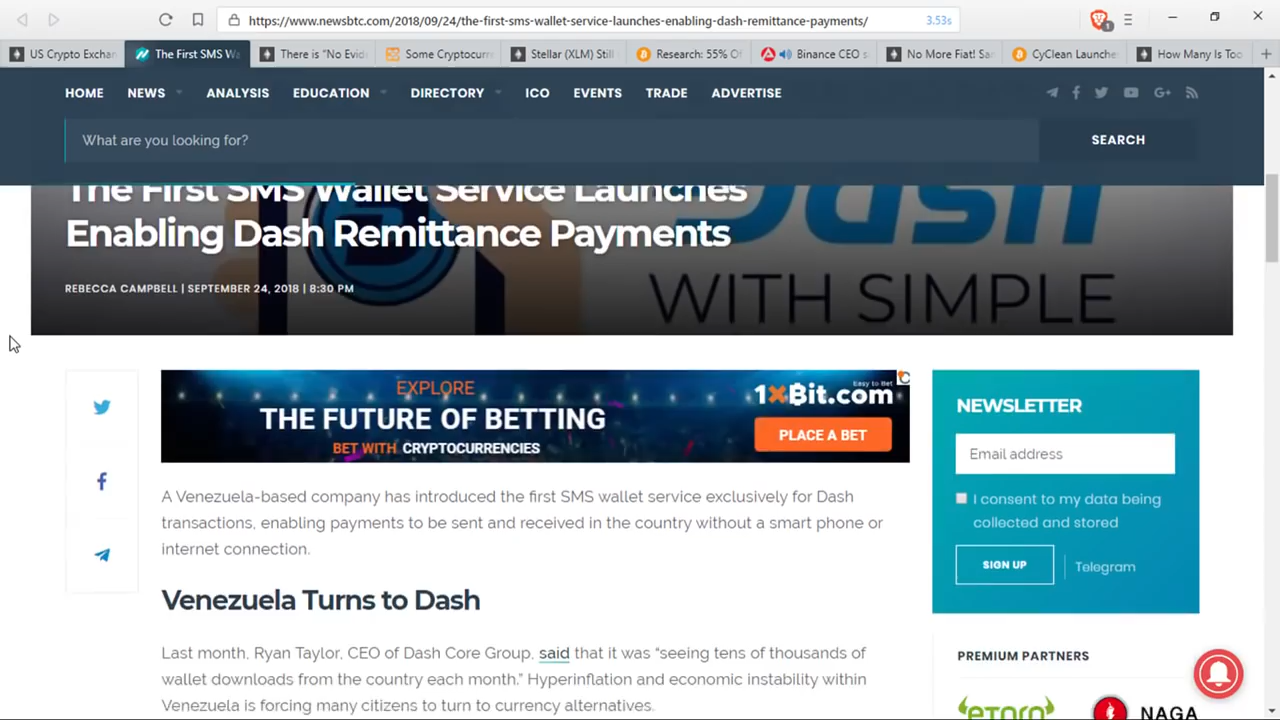 https://www.newsbtc.com/2018/09/24/the-first-sms-wallet-service-launches-enabling-dash-remittance-payments/ 3.53s 1
US Crypto Exchan The First SMS Wa There is "No Evid Some Cryptocurre Stellar (XLM) Still Research: 55% Of Binance CEO s No More Fiat! Sa CyClean Launche How Many Is Too
HOME NEWS ANALYSIS EDUCATION DIRECTORY ICO EVENTS TRADE ADVERTISE
What are you looking for? SEARCH
The First SMS Wallet Service Launches
Enabling Dash Remittance Payments
REBECCA CAMPBELL | SEPTEMBER 24, 2018 | 8:30 PM
Dash
WITH SIMPLE
EXPLORE
THE FUTURE OF BETTING
BET WITH CRYPTOCURRENCIES
Easy to Bet
1XBit.com
PLACE A BET
NEWSLETTER
Email address
I consent to my data being
collected and stored
SIGN UP Telegram
A Venezuela-based company has introduced the first SMS wallet service exclusively for Dash
transactions, enabling payments to be sent and received in the country without a smart phone or
internet connection.
Venezuela Turns to Dash
Last month, Ryan Taylor, CEO of Dash Core Group, said that it was “seeing tens of thousands of
wallet downloads from the country each month.” Hyperinflation and economic instability within
Venezuela is forcing many citizens to turn to currency alternatives.
PREMIUM PARTNERS
etoro NAGA